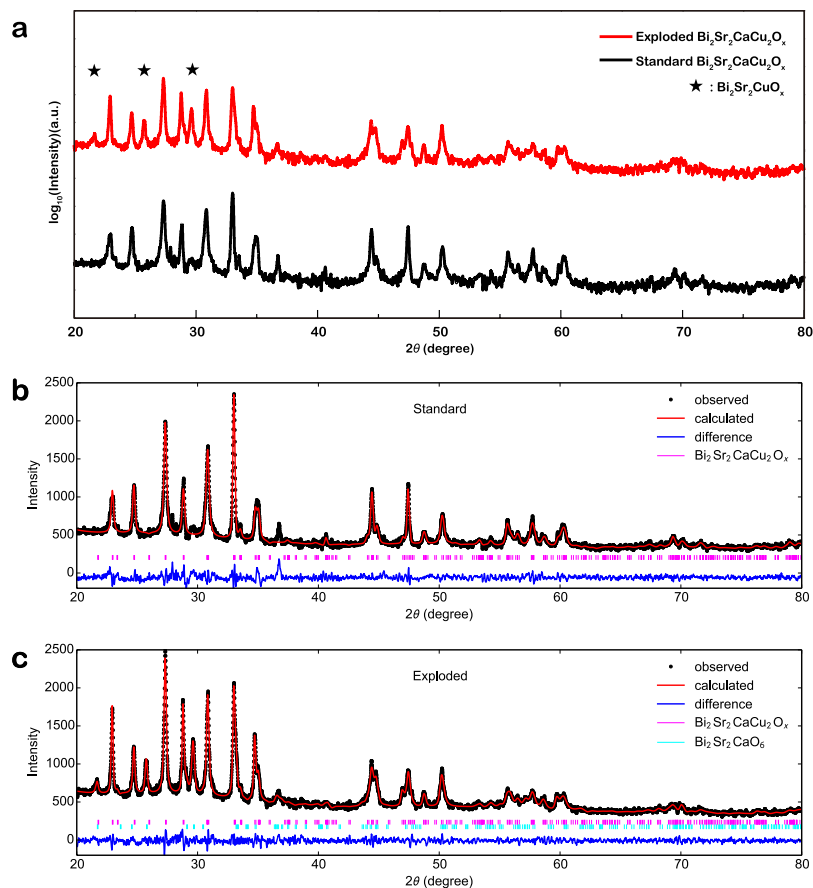 a
Exploded Bi₂Sr₂CaCu₂Oₓ
Standard Bi₂Sr₂CaCu₂Oₓ
★ : Bi₂Sr₂CuOₓ
log₁₀(Intensity)(a.u.)
20 30 40 50 60 70 80
2θ (degree)
b
Standard
observed
calculated
difference
Bi₂Sr₂CaCu₂Oₓ
Intensity
2500
2000
1500
1000
500
0
20 30 40 50 60 70 80
2θ (degree)
c
Exploded
observed
calculated
difference
Bi₂Sr₂CaCu₂Oₓ
Bi₂Sr₂CaO₆
Intensity
2500
2000
1500
1000
500
0
20 30 40 50 60 70 80
2θ (degree)